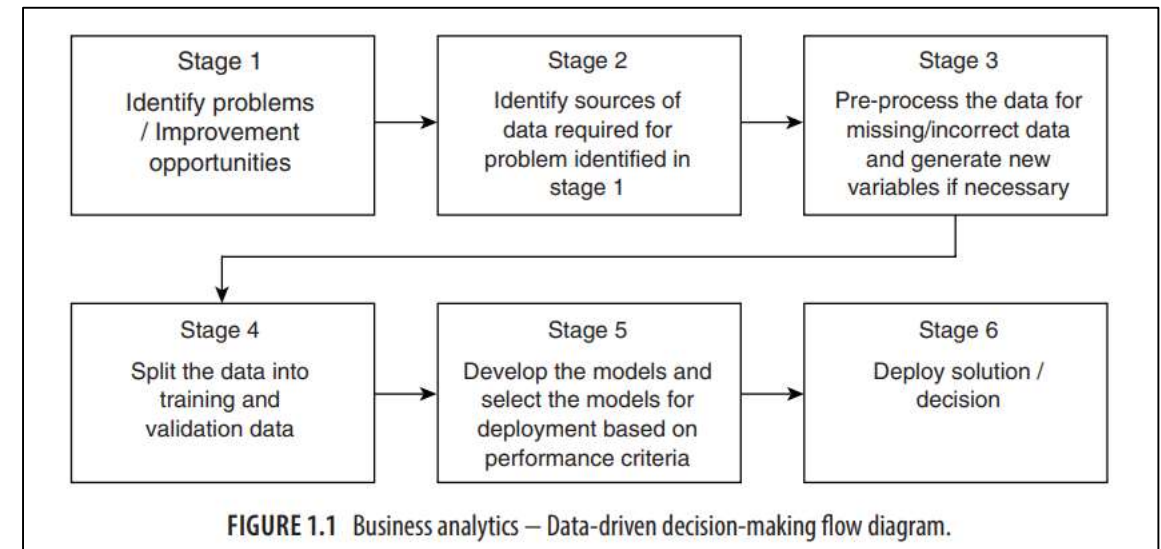 Stage 1
Identify problems
/ Improvement
opportunities
Stage 2
Identify sources of
data required for
problem identified in
stage 1
Stage 3
Pre-process the data for
missing/incorrect data
and generate new
variables if necessary
Stage 4
Split the data into
training and
validation data
Stage 5
Develop the models and
select the models for
deployment based on
performance criteria
Stage 6
Deploy solution /
decision
FIGURE 1.1 Business analytics – Data-driven decision-making flow diagram.